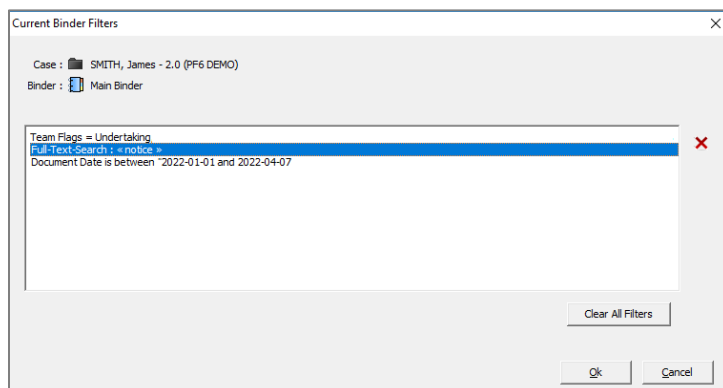 Current Binder Filters
Case : SMITH, James - 2.0 (PF6 DEMO)
Binder : Main Binder
Team Flags = Undertaking
Full-Text-Search : « notice »
Document Date is between "2022-01-01 and 2022-04-07
Clear All Filters
Ok Cancel